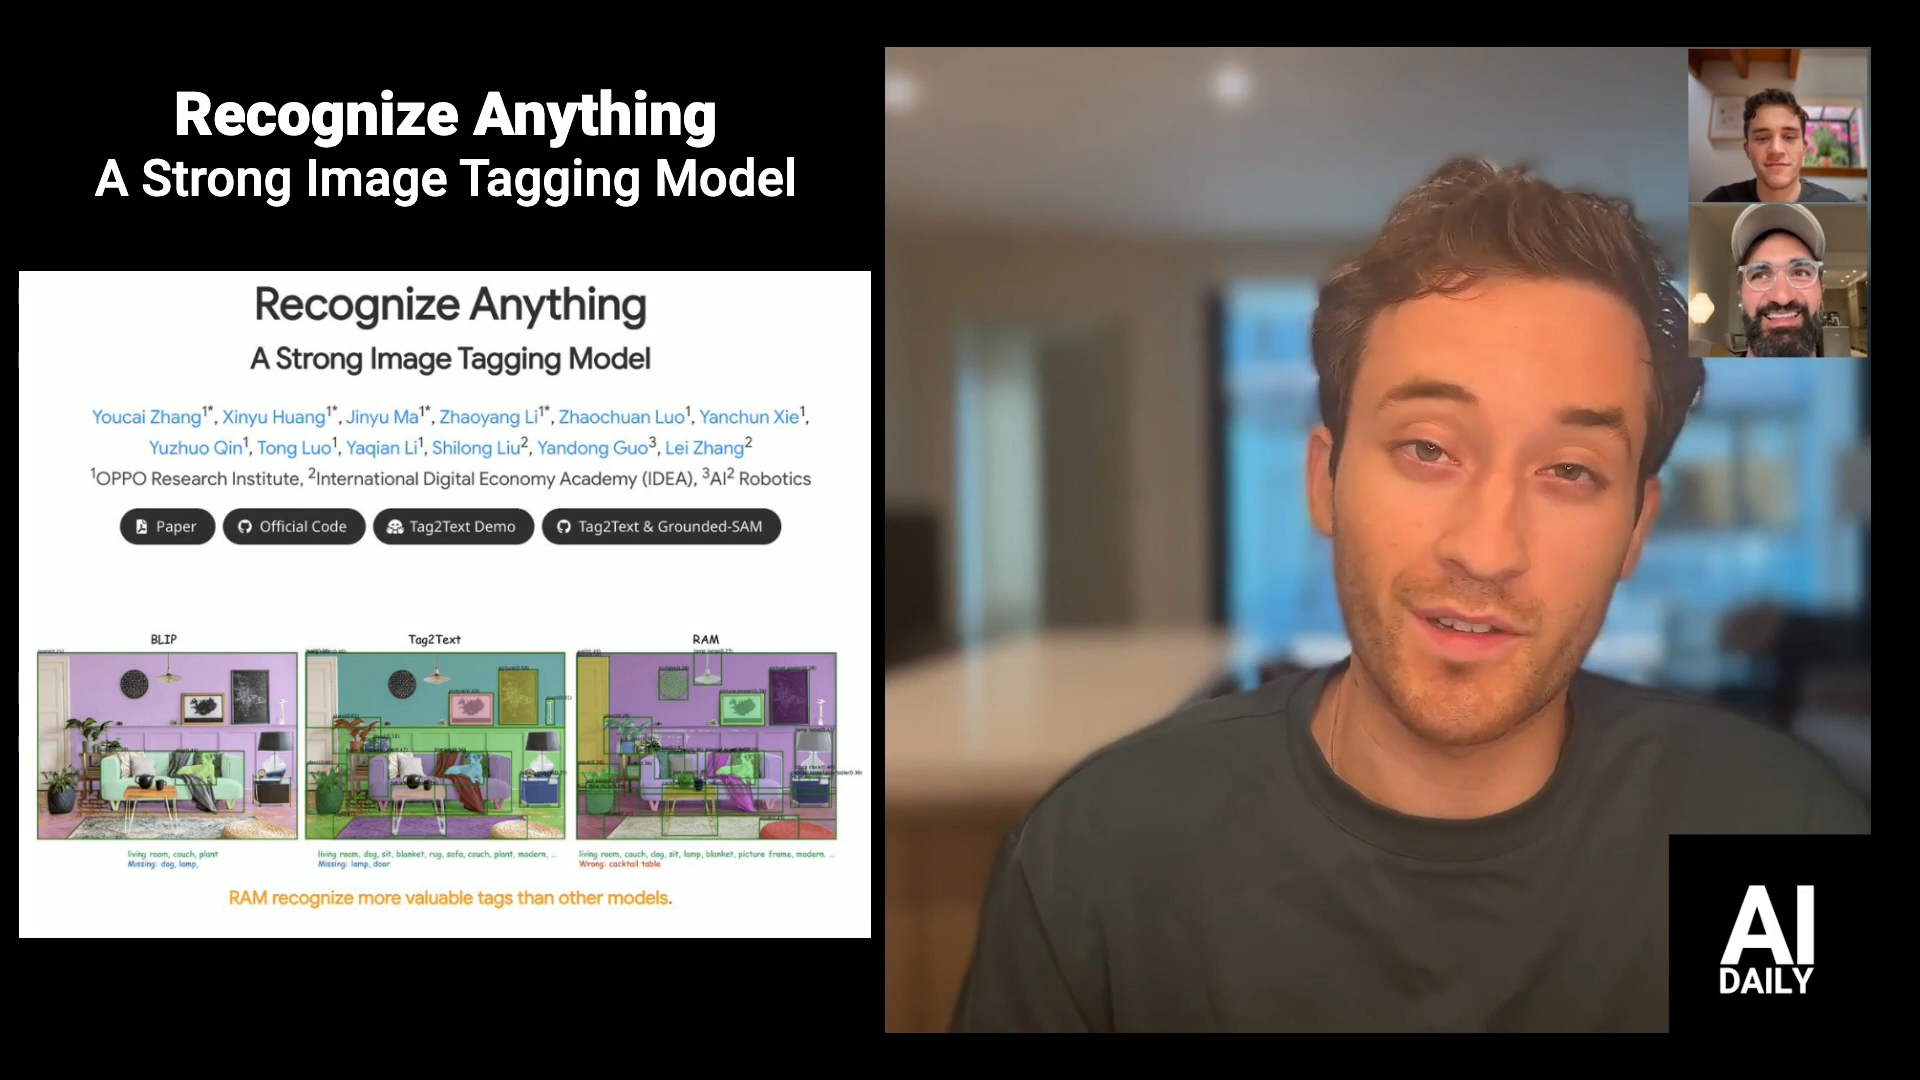 Recognize Anything
A Strong Image Tagging Model
Recognize Anything
A Strong Image Tagging Model
Youcai Zhang1*, Xinyu Huang1*, Jinyu Ma1*, Zhaoyang Li1*, Zhaochuan Luo1, Yanchun Xie1,
Yuzhuo Qin1, Tong Luo1, Yaqian Li1, Shilong Liu2, Yandong Guo3, Lei Zhang2
1OPPO Research Institute, 2International Digital Economy Academy (IDEA), 3AI2 Robotics
Paper
Official Code
Tag2Text Demo
Tag2Text & Grounded-SAM
BLIP
Tag2Text
RAM
living room, couch, plant
Missing: dog, lamp,
living room, dog, sit, blanket, rug, sofa, couch, plant, modern, ...
Missing: lamp, door
living room, couch, dog, sit, lamp, blanket, picture frame, modern. ...
Wrong: cocktail table
RAM recognize more valuable tags than other models.
AI
DAILY